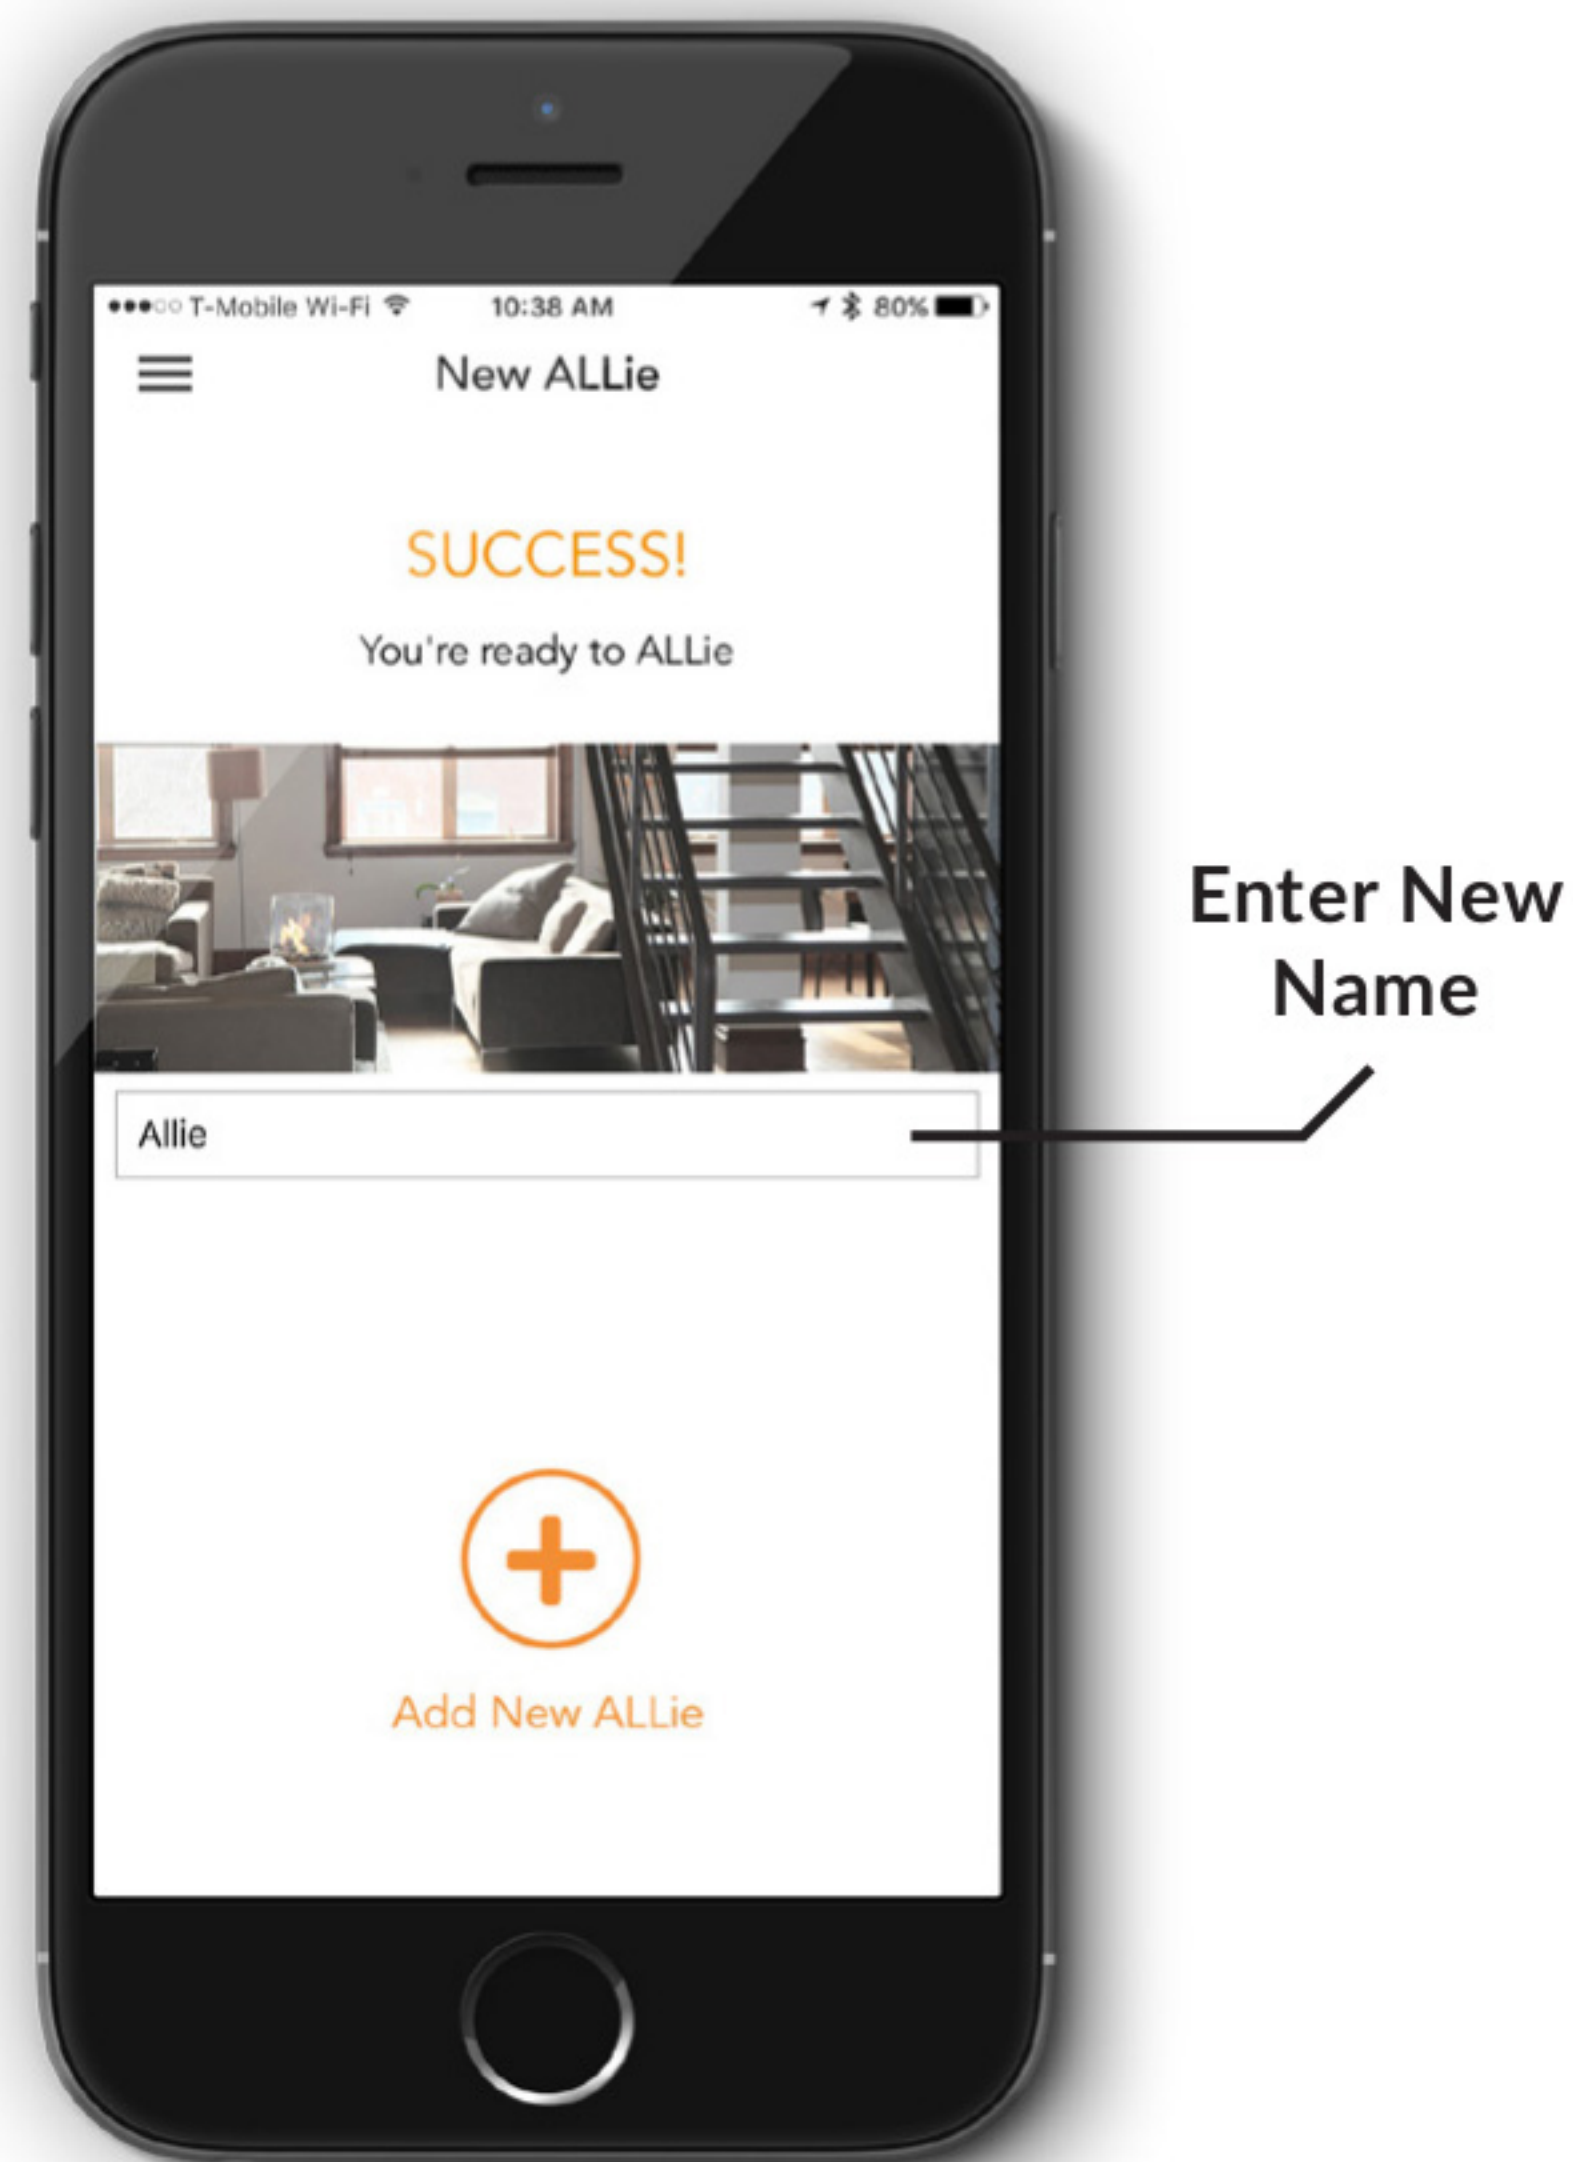 T-Mobile Wi-Fi 10:38 AM 80%
New ALLie
SUCCESS!
You're ready to ALLie
Enter New
Name
Allie
Add New ALLie